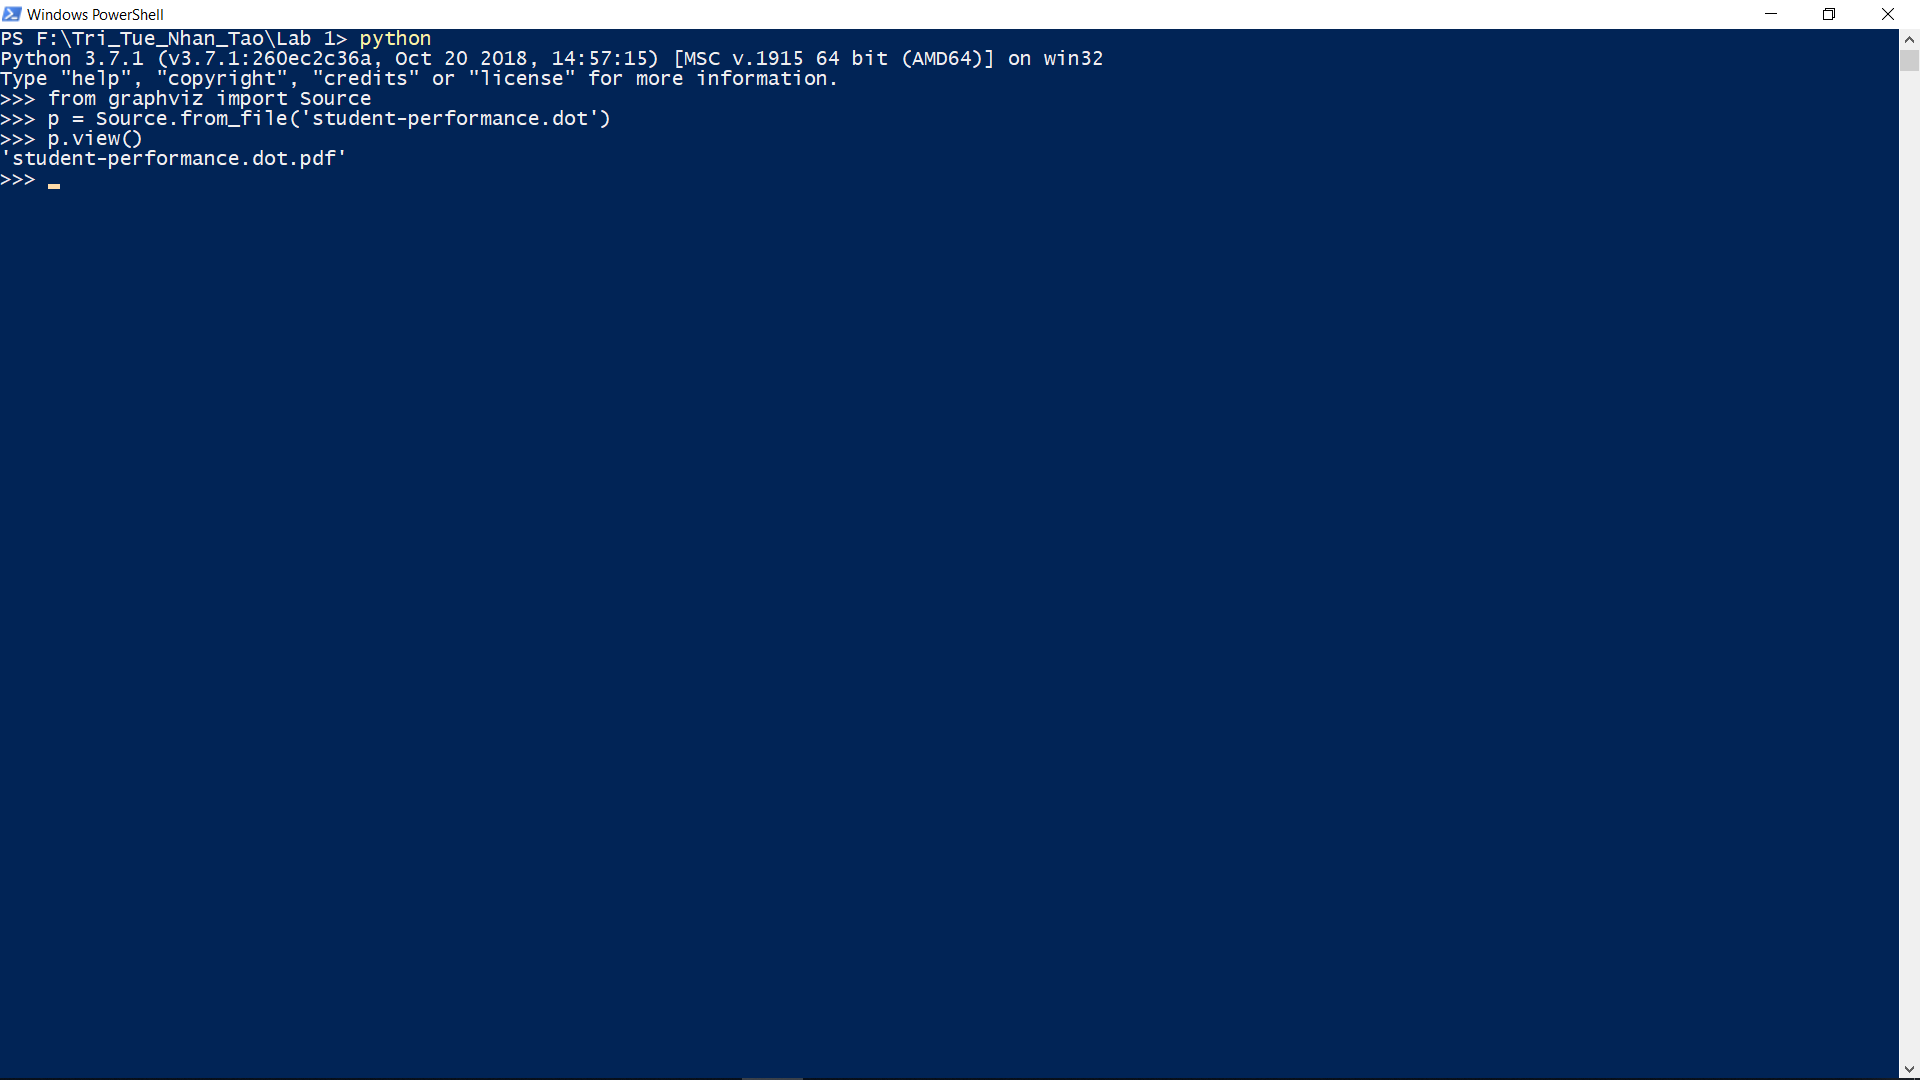 Windows PowerShell
PS F:\Tri_Tue_Nhan_Tao\Lab 1> python
Python 3.7.1 (v3.7.1:260ec2c36a, Oct 20 2018, 14:57:15) [MSC v.1915 64 bit (AMD64)] on win32
Type "help", "copyright", "credits" or "license" for more information.
>>> from graphviz import Source
>>> p = Source.from_file('student-performance.dot')
>>> p.view()
'student-performance.dot.pdf'
>>>